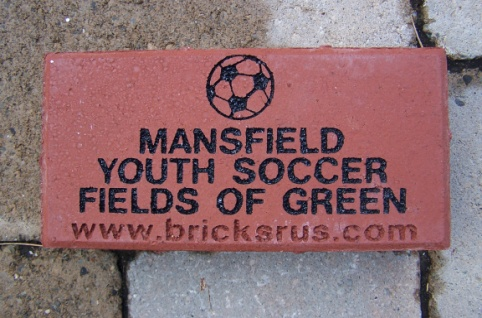 MANSFIELD
YOUTH SOCCER
FIELDS OF GREEN
www.bricksrus.com